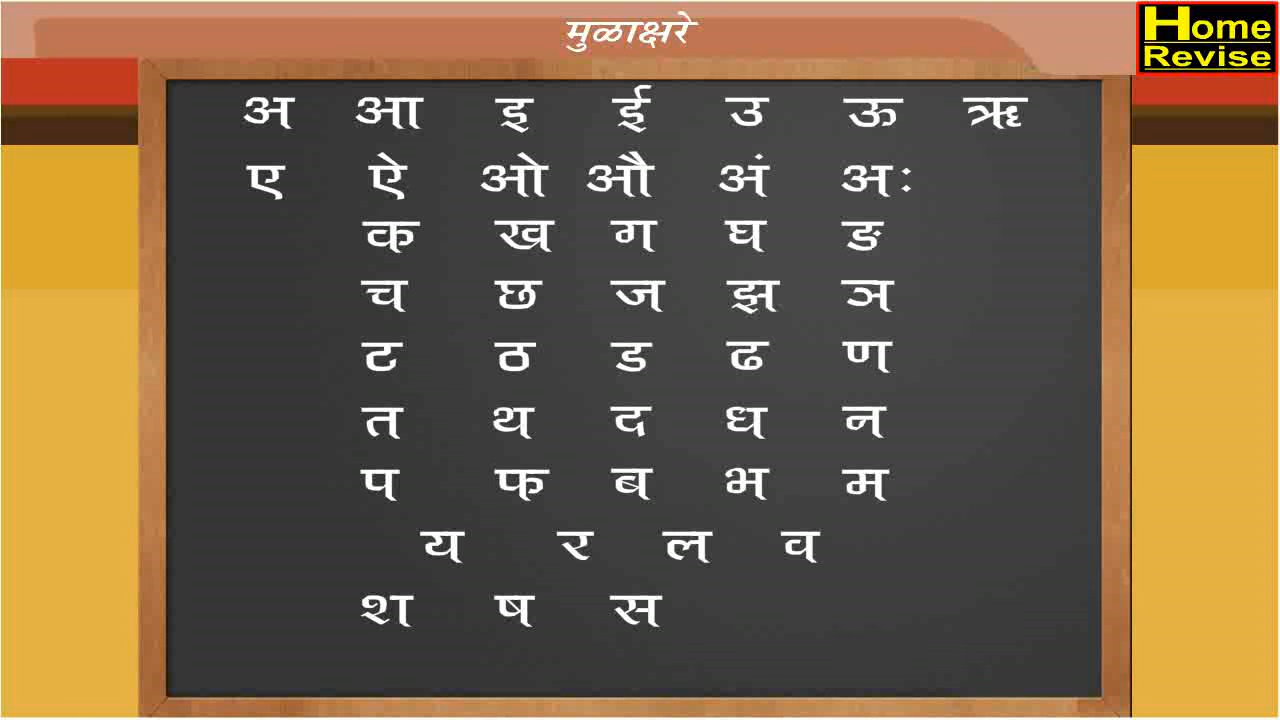 मुळाक्षरे
Home
Revise
अ आ इ ई उ ऊ ऋ
ए ऐ ओ औ अं अः
क ख ग घ ङ
च छ ज झ ञ
ट ठ ड ढ ण
त थ द ध न
प फ ब भ म
य र ल व
श ष स